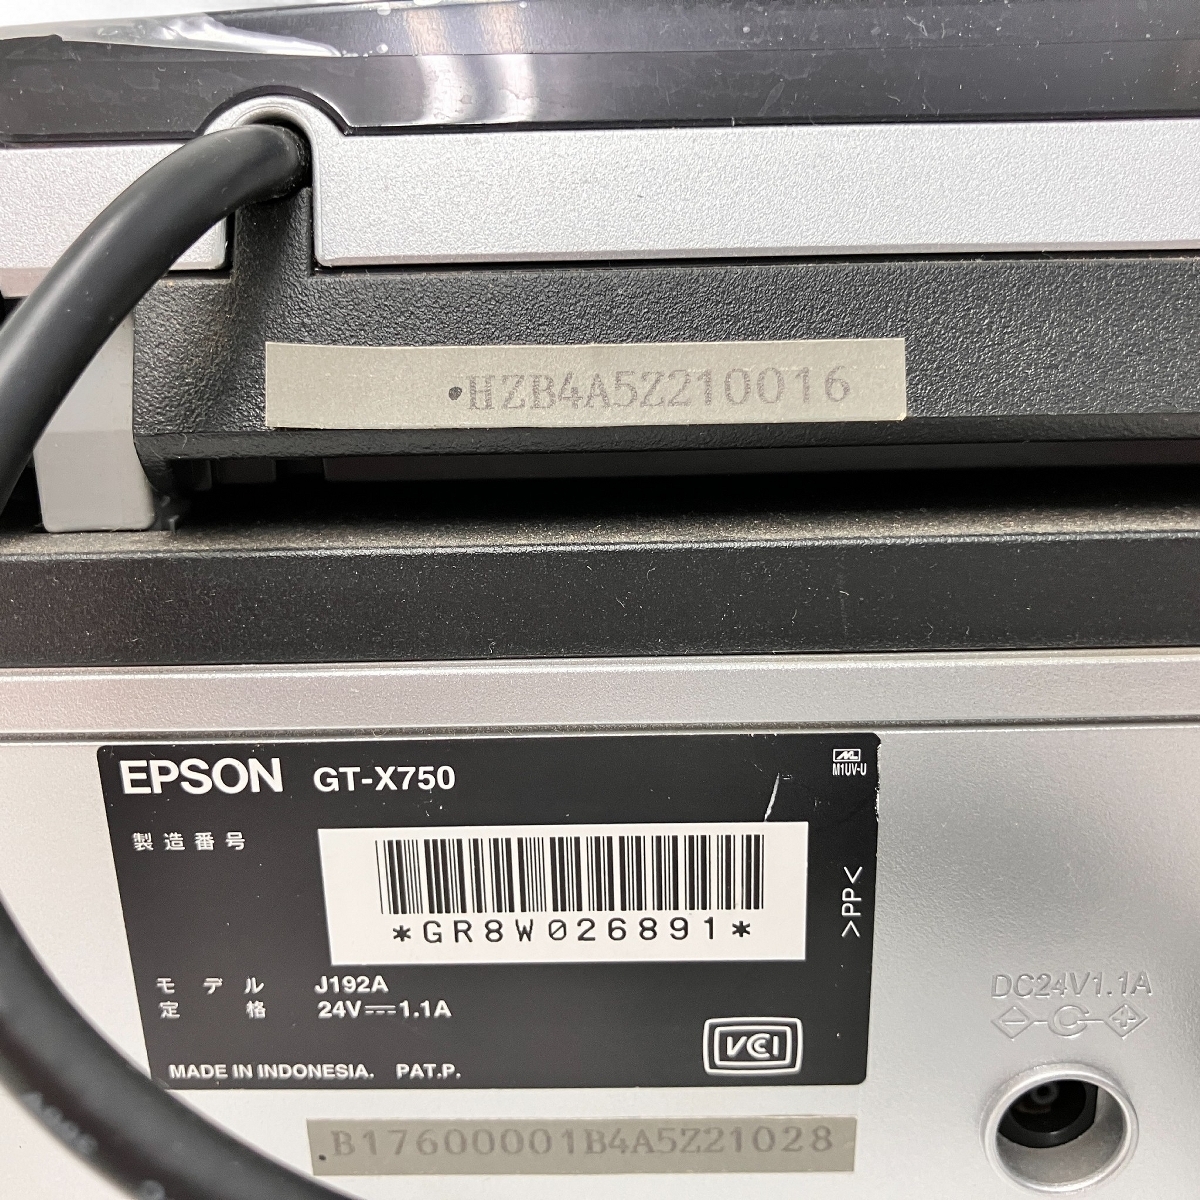 HZB4A5Z210016
EPSON GT-X750
M1UV-U
製造番号
*GR8W026891*
>PP<
モデル J192A
定格 24V⎓1.1A
DC24V1.1A
VCCI
MADE IN INDONESIA. PAT.P.
B17600001B4A5Z21028